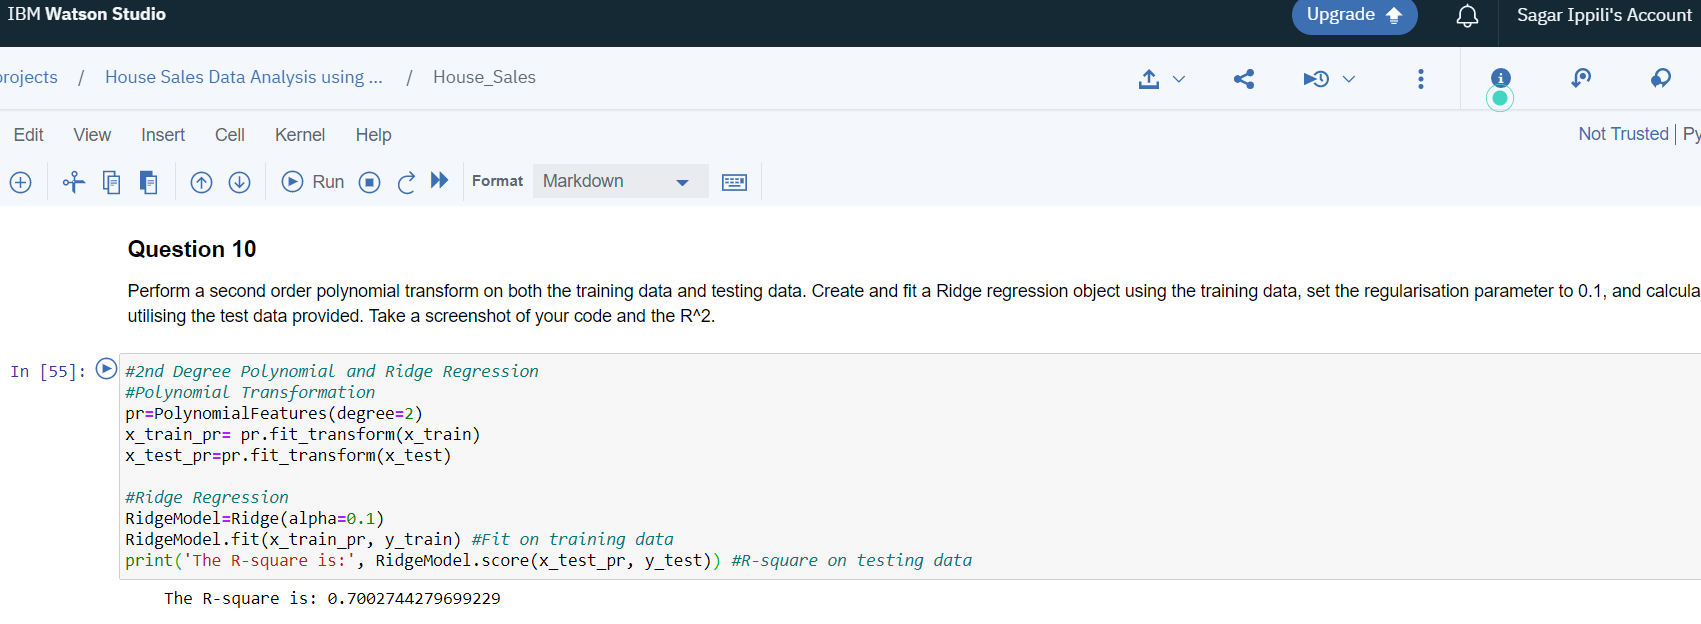 IBM Watson Studio
Upgrade
Sagar Ippili's Account
rojects / House Sales Data Analysis using ... / House_Sales
Edit View Insert Cell Kernel Help
Not Trusted | Py
Run
Format
Markdown
Question 10
Perform a second order polynomial transform on both the training data and testing data. Create and fit a Ridge regression object using the training data, set the regularisation parameter to 0.1, and calcula
utilising the test data provided. Take a screenshot of your code and the R^2.
In [55]:
#2nd Degree Polynomial and Ridge Regression
#Polynomial Transformation
pr=PolynomialFeatures(degree=2)
x_train_pr= pr.fit_transform(x_train)
x_test_pr=pr.fit_transform(x_test)
#Ridge Regression
RidgeModel=Ridge(alpha=0.1)
RidgeModel.fit(x_train_pr, y_train) #Fit on training data
print('The R-square is:', RidgeModel.score(x_test_pr, y_test)) #R-square on testing data
The R-square is: 0.7002744279699229